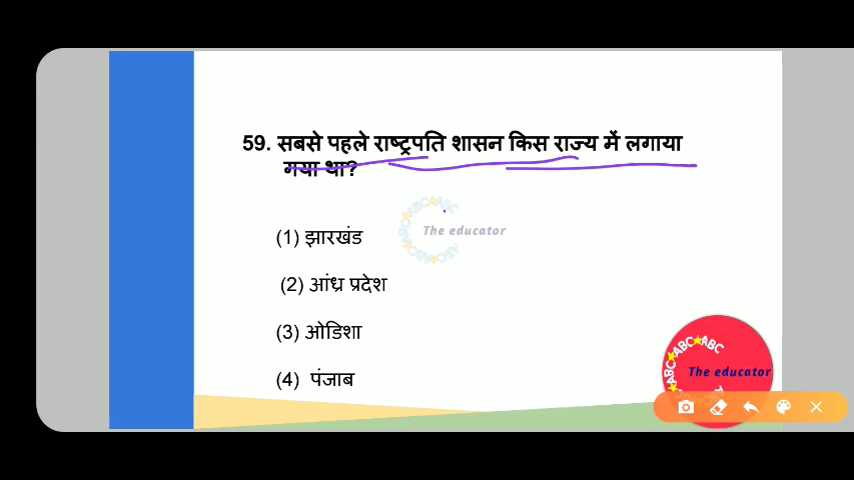 59. सबसे पहले राष्ट्रपति शासन किस राज्य में लगाया
गया था?
The educator
(1) झारखंड
(2) आंध्र प्रदेश
(3) ओडिशा
(4) पंजाब
ABC ABC ABC
The educator